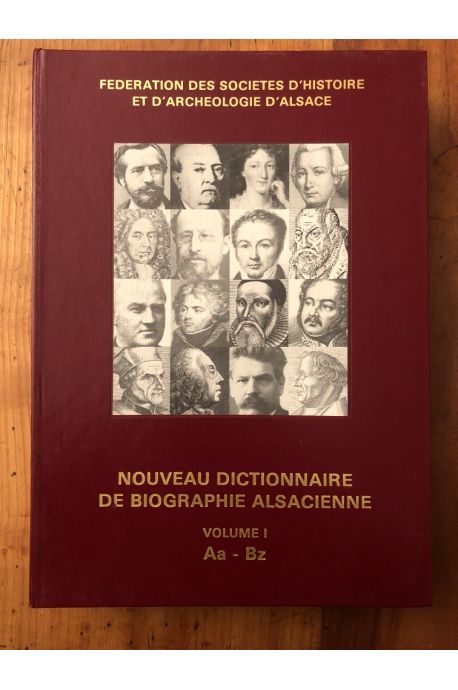 FEDERATION DES SOCIETES D'HISTOIRE
ET D'ARCHEOLOGIE D'ALSACE
NOUVEAU DICTIONNAIRE
DE BIOGRAPHIE ALSACIENNE
VOLUME I
Aa - Bz